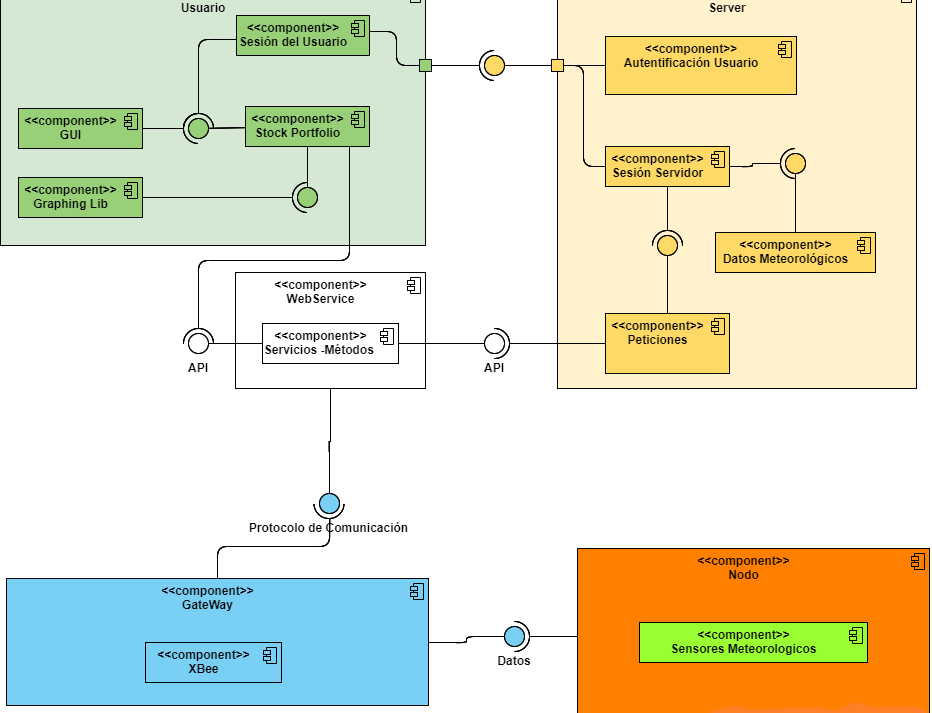 Usuario
<<component>>
Sesión del Usuario
<<component>>
GUI
<<component>>
Stock Portfolio
<<component>>
Graphing Lib
Server
<<component>>
Autentificación Usuario
<<component>>
Sesión Servidor
<<component>>
Datos Meteorológicos
<<component>>
Peticiones
<<component>>
WebService
<<component>>
Servicios -Métodos
API
API
Protocolo de Comunicación
<<component>>
GateWay
<<component>>
XBee
Datos
<<component>>
Nodo
<<component>>
Sensores Meteorologicos